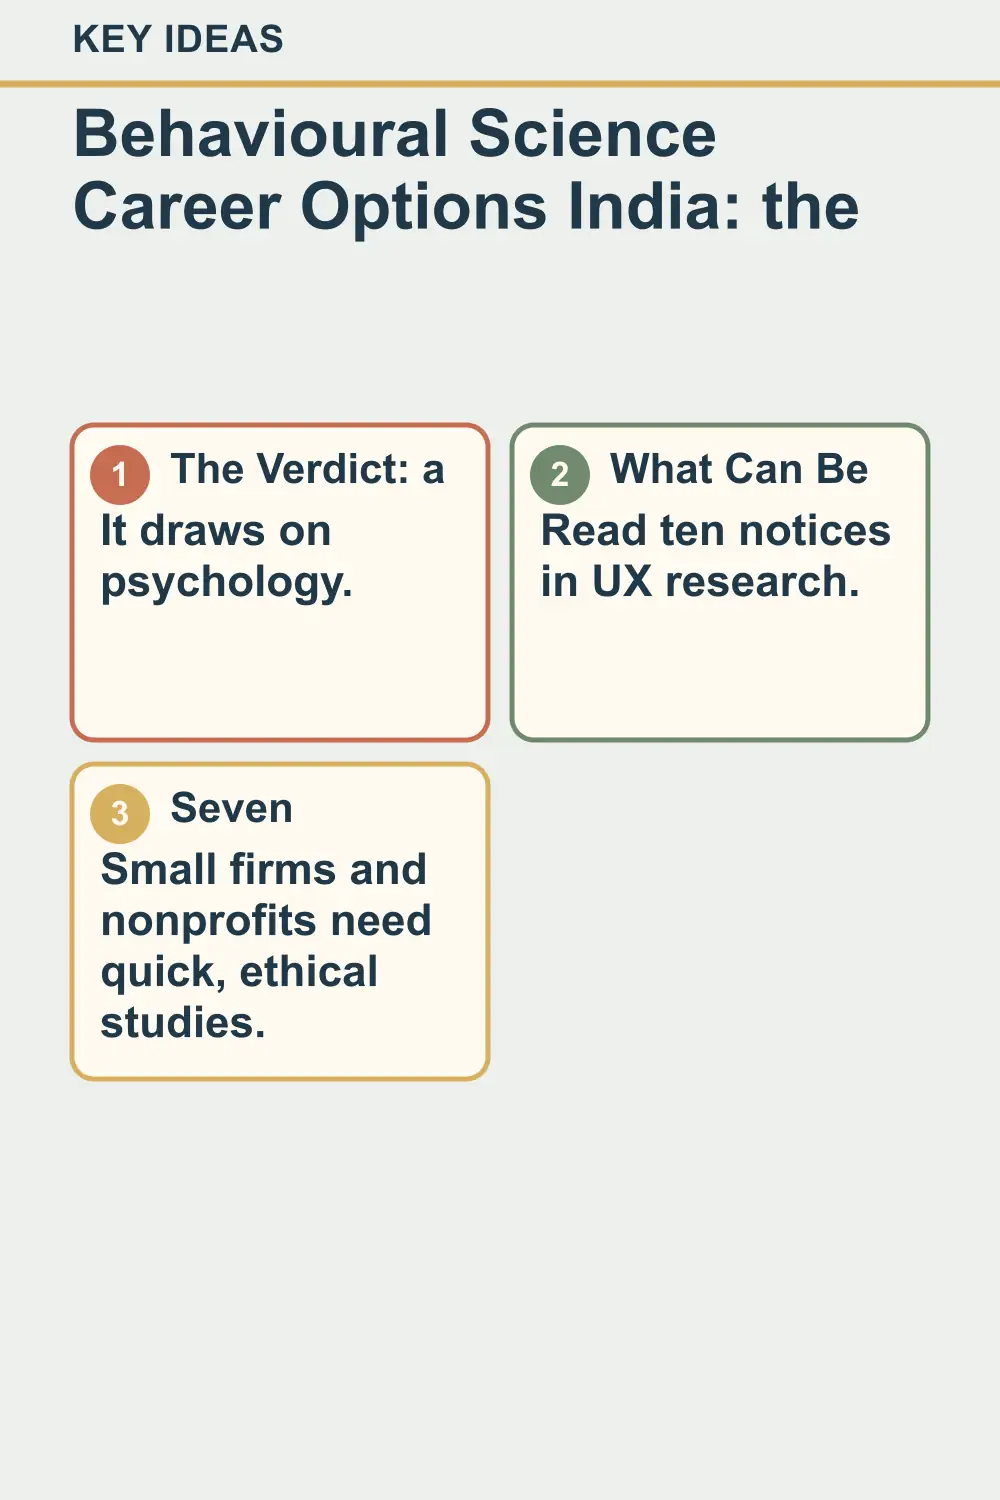 KEY IDEAS
Behavioural Science
Career Options India: the
1 The Verdict: a
It draws on
psychology.
2 What Can Be
Read ten notices
in UX research.
3 Seven
Small firms and
nonprofits need
quick, ethical
studies.